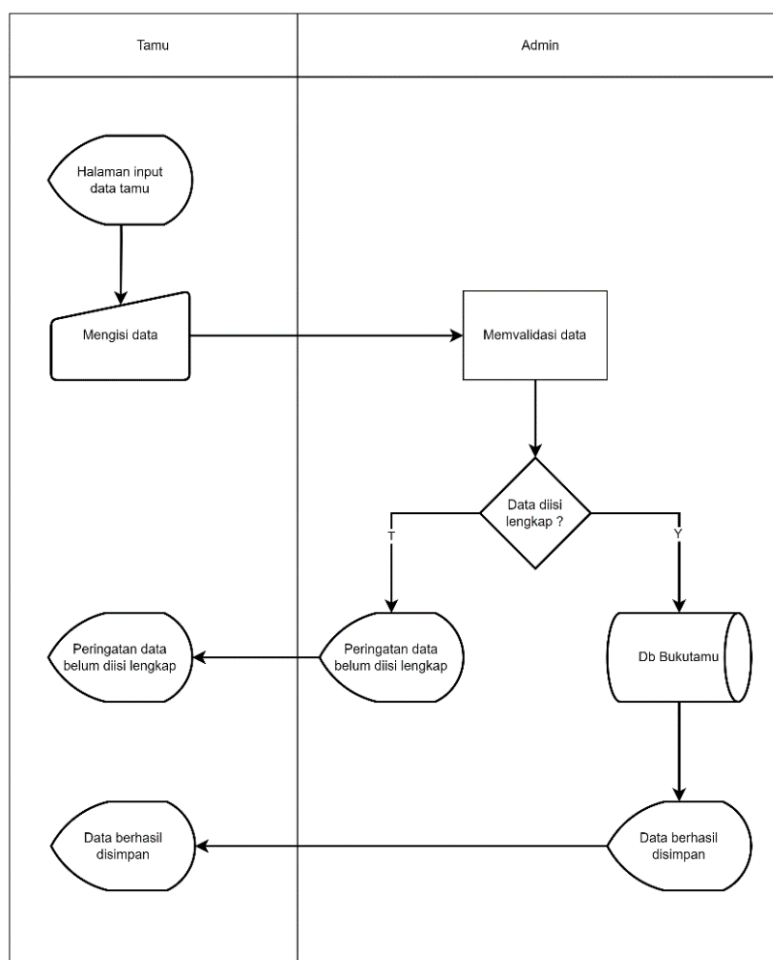 Tamu
Admin
Halaman input
data tamu
Mengisi data
Memvalidasi data
Data diisi
lengkap ?
T
Y
Peringatan data
belum diisi lengkap
Peringatan data
belum diisi lengkap
Db Bukutamu
Data berhasil
disimpan
Data berhasil
disimpan